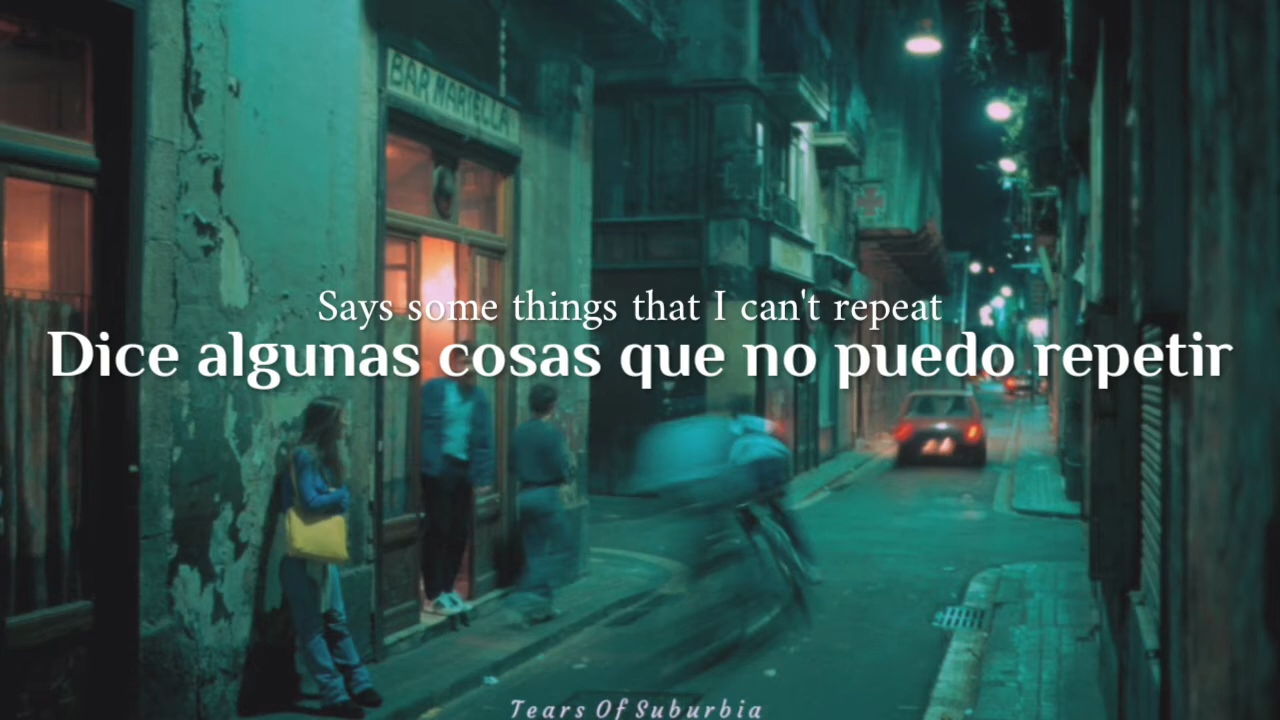 BAR MARIELLA
Says some things that I can't repeat
Dice algunas cosas que no puedo repetir
Tears Of Suburbia